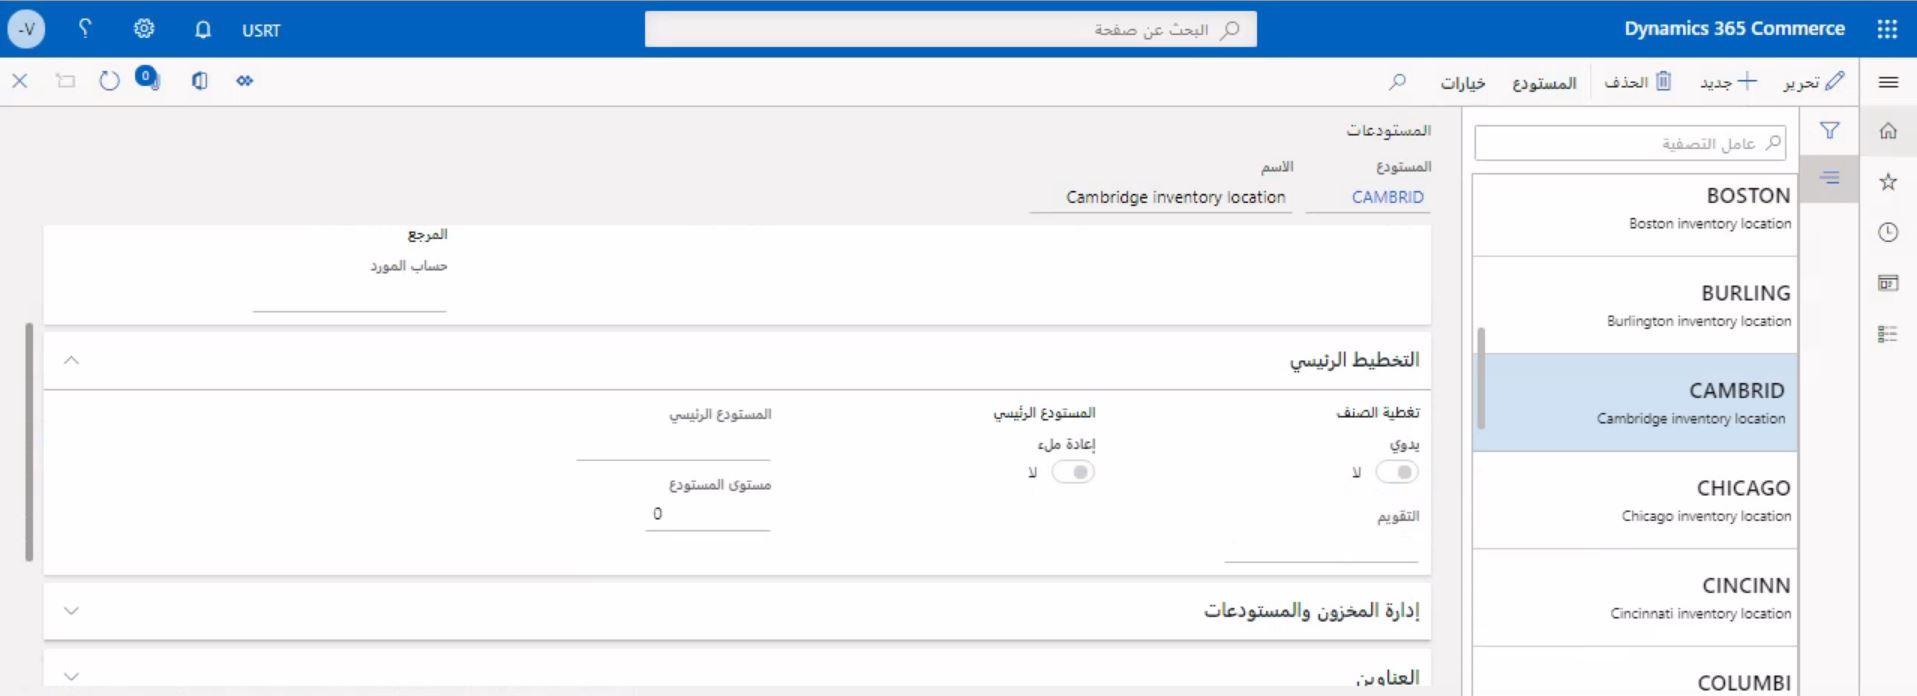 Dynamics 365 Commerce
البحث عن صفحة
USRT
؟
V-
تحرير
جديد
الحذف
المستودع
خيارات
0
عامل التصفية
BOSTON
Boston inventory location
BURLING
Burlington inventory location
CAMBRID
Cambridge inventory location
CHICAGO
Chicago inventory location
CINCINN
Cincinnati inventory location
COLUMBI
المستودعات
المستودع
الاسم
CAMBRID
Cambridge inventory location
المرجع
حساب المورد
التخطيط الرئيسي
تغطية الصنف
يدوي
لا
التقويم
المستودع الرئيسي
إعادة ملء
لا
المستودع الرئيسي
مستوى المستودع
0
إدارة المخزون والمستودعات
العناوين